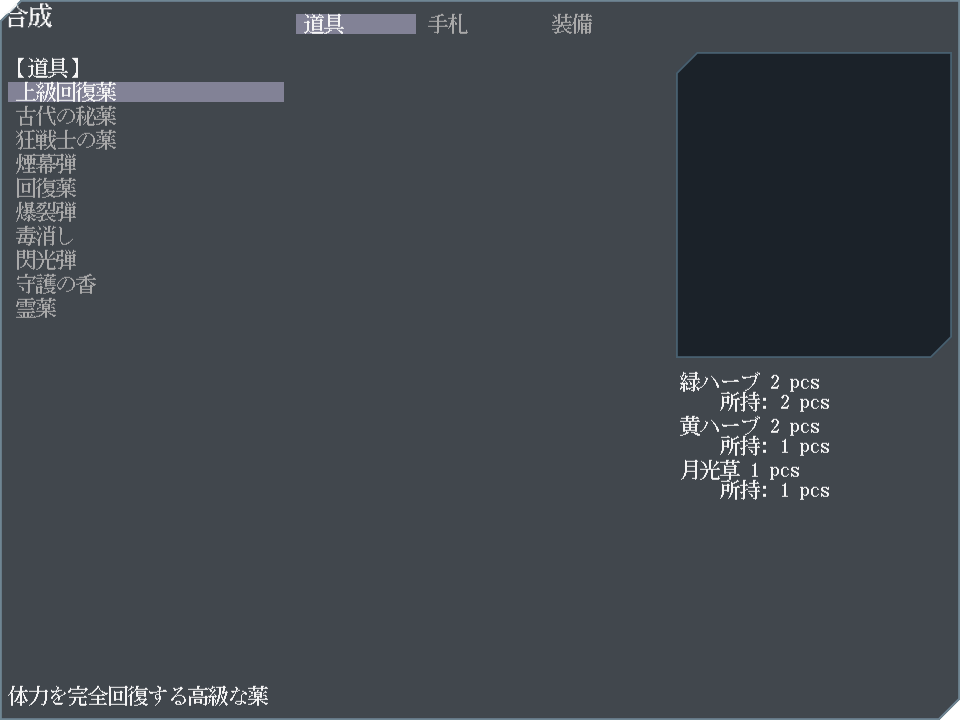 合成
道具 手札 装備
【道具】
上級回復薬
古代の秘薬
狂戦士の薬
煙幕弾
回復薬
爆裂弾
毒消し
閃光弾
守護の香
霊薬
緑ハーブ 2 pcs
所持: 2 pcs
黄ハーブ 2 pcs
所持: 1 pcs
月光草 1 pcs
所持: 1 pcs
体力を完全回復する高級な薬